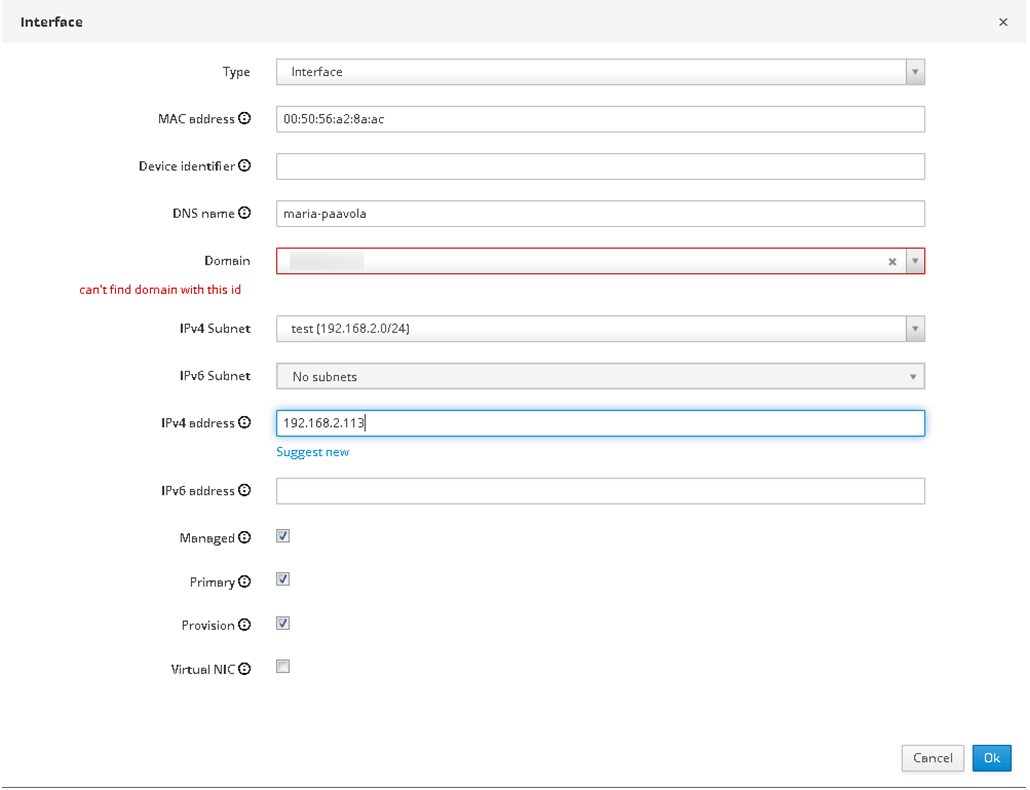 Interface
Type Interface
MAC address 00:50:56:a2:8a:ac
Device identifier
DNS name maria-paavola
Domain
can't find domain with this id
IPv4 Subnet test (192.168.2.0/24)
IPv6 Subnet No subnets
IPv4 address 192.168.2.113
Suggest new
IPv6 address
Managed
Primary
Provision
Virtual NIC
Cancel Ok